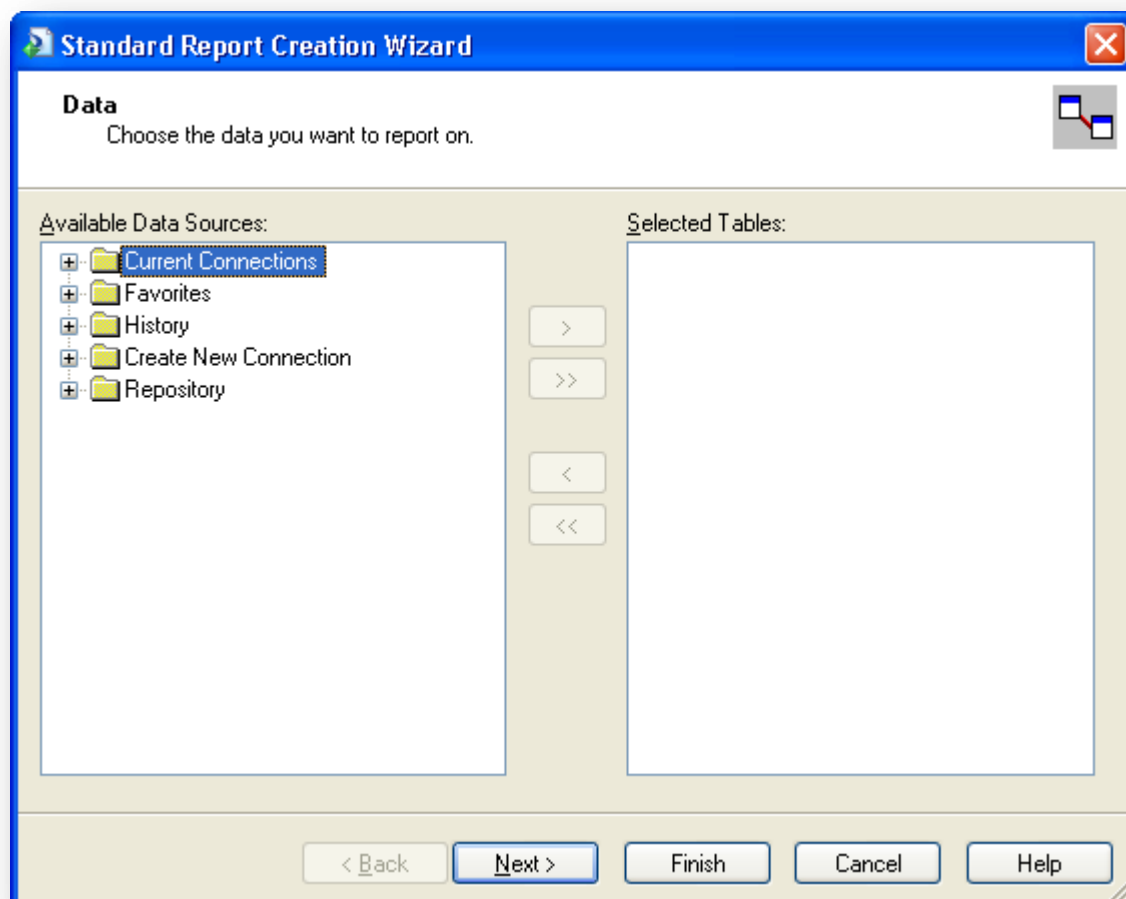 Standard Report Creation Wizard
Data
Choose the data you want to report on.
Available Data Sources:
Selected Tables:
Current Connections
Favorites
History
Create New Connection
Repository
>
>>
<
<<
< Back
Next >
Finish
Cancel
Help